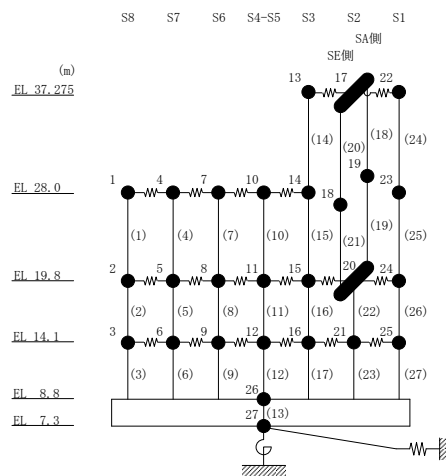 S8 S7 S6 S4-S5 S3 S2 S1
SA側
SE側
(m)
13 17 22
EL 37.275
(14) (20) (18) (24)
19
1 4 7 10 14 18 23
EL 28.0
(1) (4) (7) (10) (15) (21) (19) (25)
2 5 8 11 15 20 24
EL 19.8
(2) (5) (8) (11) (16) (22) (26)
3 6 9 12 16 21 25
EL 14.1
(3) (6) (9) (12) (17) (23) (27)
26
EL 8.8
(13)
27
EL 7.3